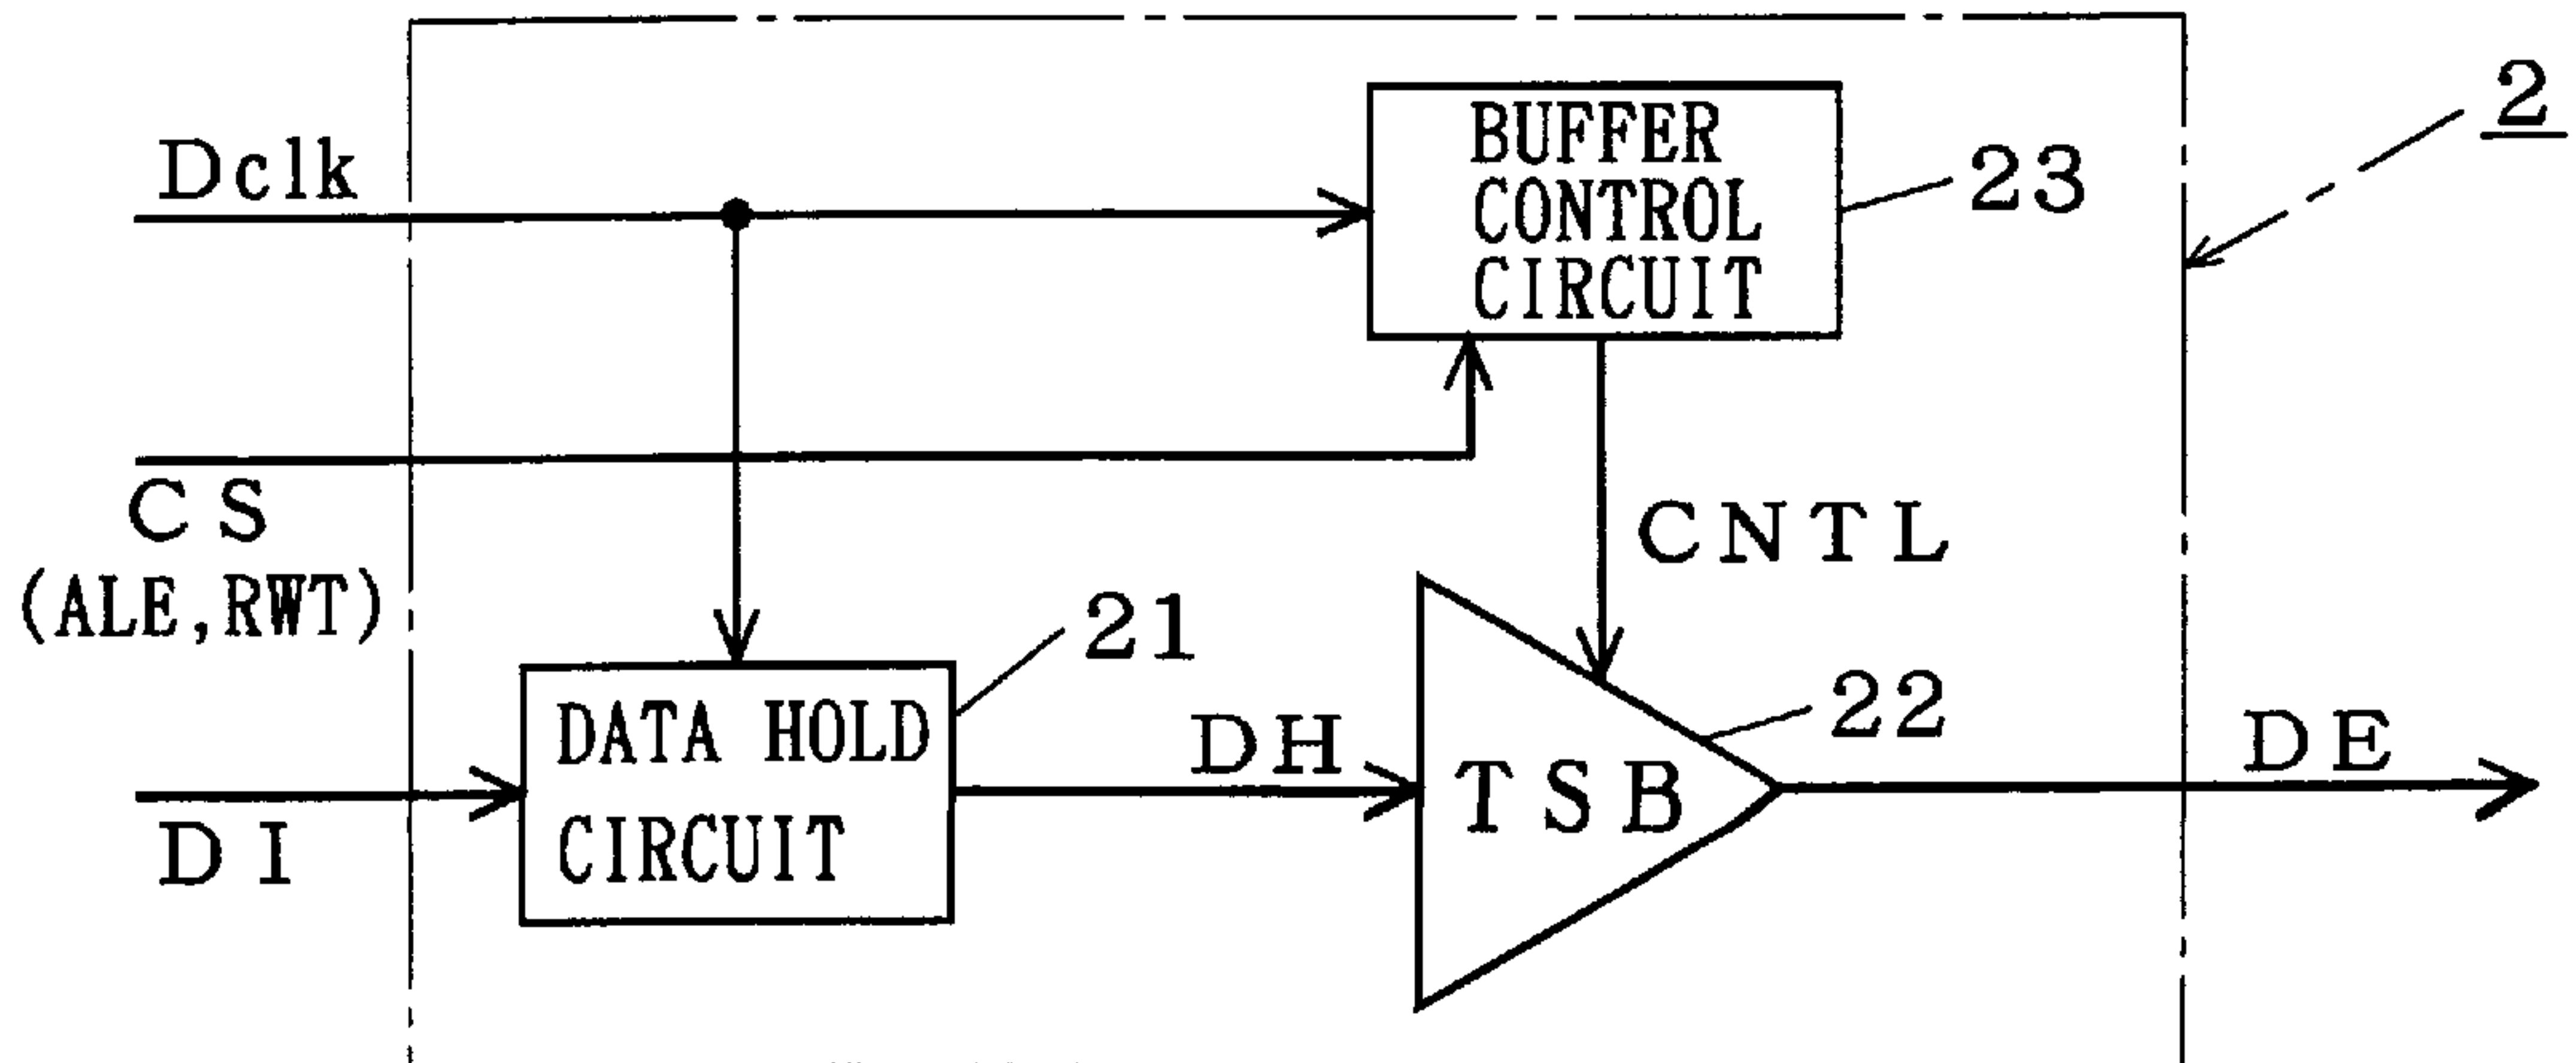 2
BUFFER
CONTROL
CIRCUIT
23
Dclk
CS
(ALE,RWT)
CNTL
21
22
DATA HOLD
CIRCUIT
DH
TSB
DE
DI